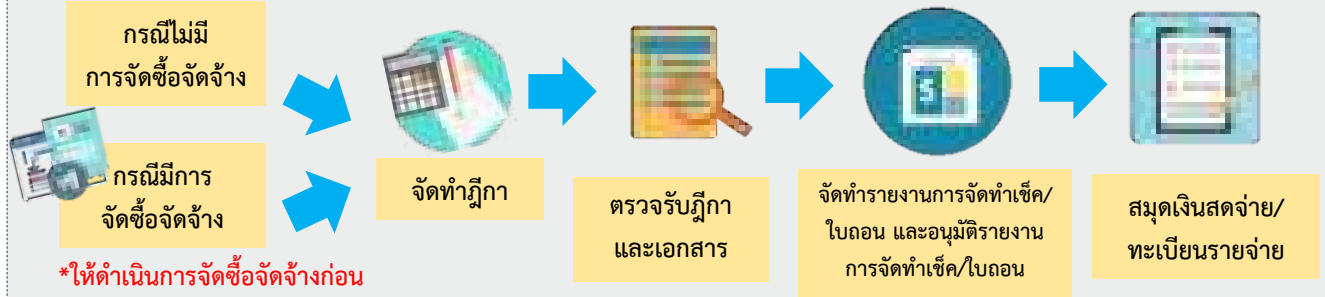 กรณีไม่มี
การจัดซื้อจัดจ้าง
กรณีมีการ
จัดซื้อจัดจ้าง
*ให้ดำเนินการจัดซื้อจัดจ้างก่อน
จัดทำฎีกา
ตรวจรับฎีกา
และเอกสาร
จัดทำรายงานการจัดทำเช็ค/
ใบถอน และอนุมัติรายงาน
การจัดทำเช็ค/ใบถอน
สมุดเงินสดจ่าย/
ทะเบียนรายจ่าย